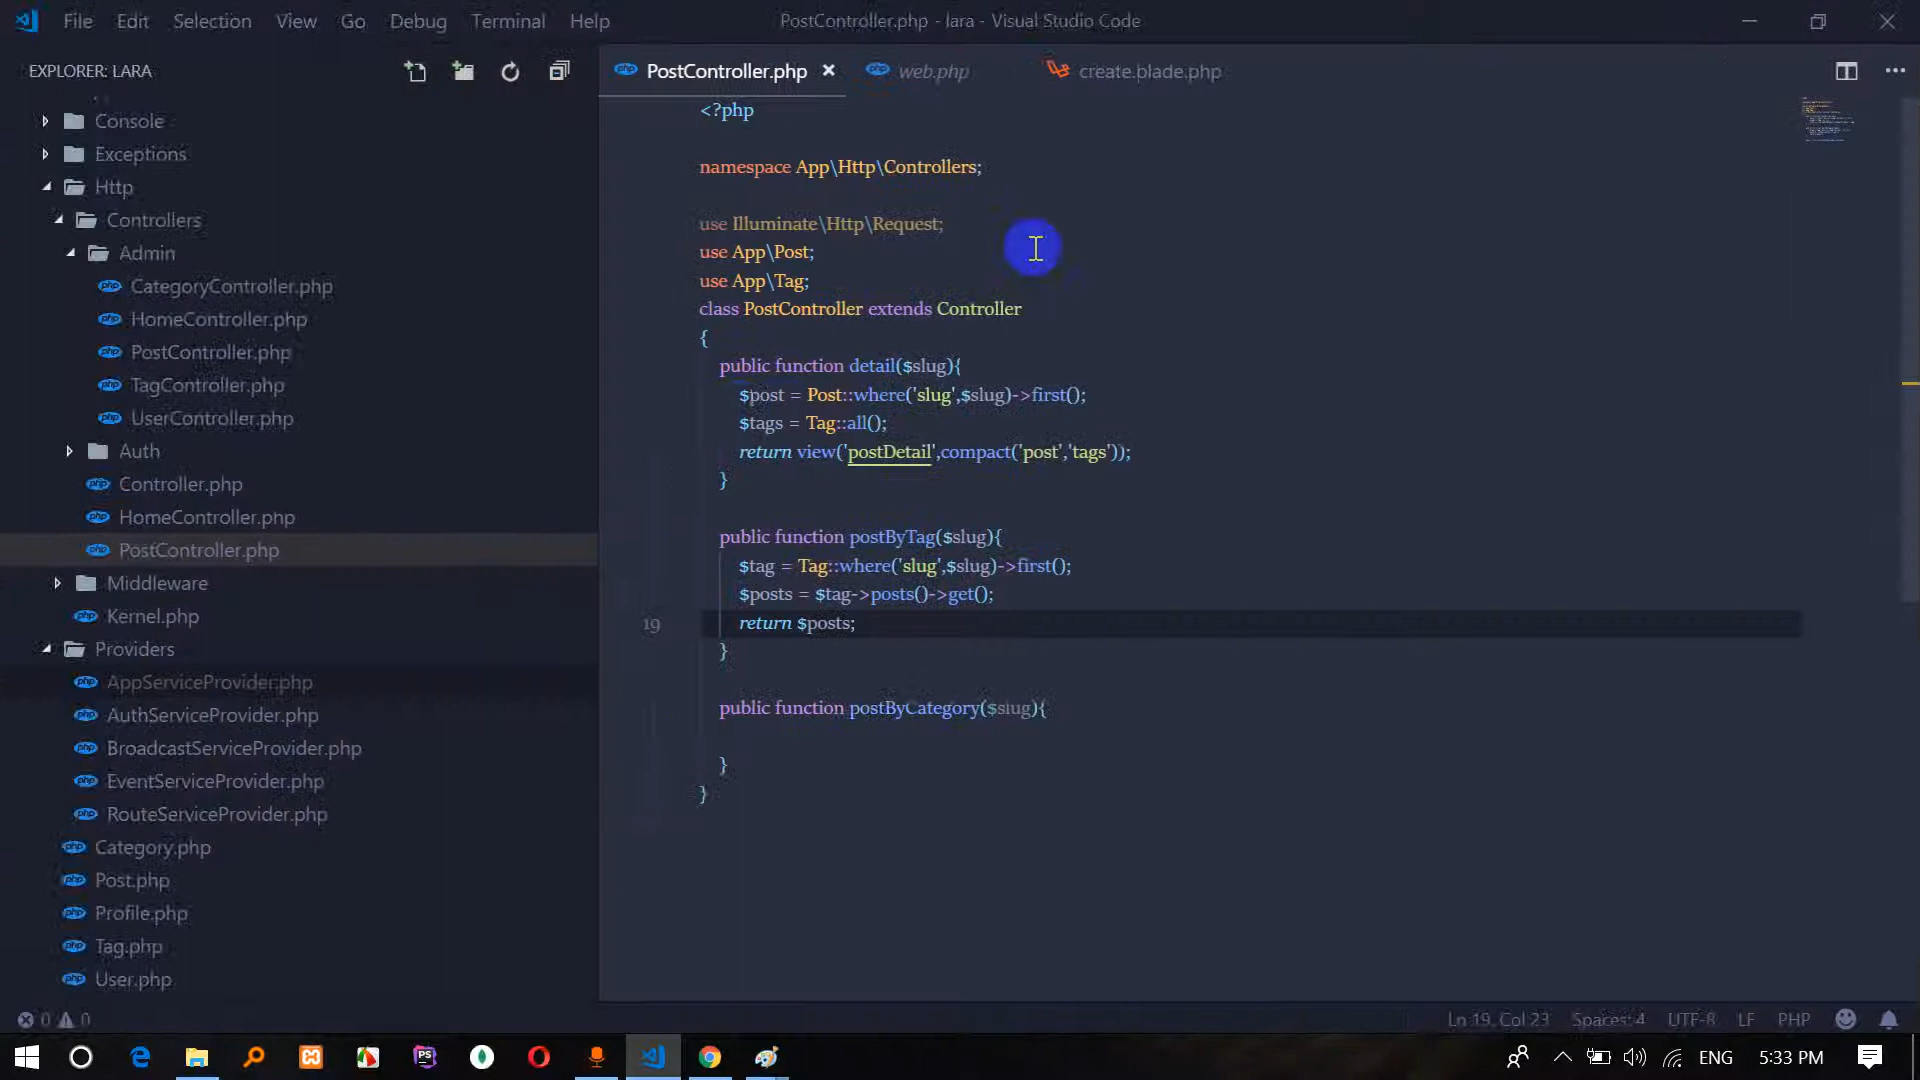 File Edit Selection View Go Debug Terminal Help
PostController.php - lara - Visual Studio Code
EXPLORER: LARA
Console
Exceptions
Http
Controllers
Admin
CategoryController.php
HomeController.php
PostController.php
TagController.php
UserController.php
Auth
Controller.php
HomeController.php
PostController.php
Middleware
Kernel.php
Providers
AppServiceProvider.php
AuthServiceProvider.php
BroadcastServiceProvider.php
EventServiceProvider.php
RouteServiceProvider.php
Category.php
Post.php
Profile.php
Tag.php
User.php
PostController.php web.php create.blade.php
<?php
namespace App\Http\Controllers;
use Illuminate\Http\Request;
use App\Post;
use App\Tag;
class PostController extends Controller
{
public function detail($slug){
$post = Post::where('slug',$slug)->first();
$tags = Tag::all();
return view('postDetail',compact('post','tags'));
}
public function postByTag($slug){
$tag = Tag::where('slug',$slug)->first();
$posts = $tag->posts()->get();
19 return $posts;
}
public function postByCategory($slug){
}
}
0 0 Ln 19, Col 23 Spaces: 4 UTF-8 LF PHP
PS ENG 5:33 PM